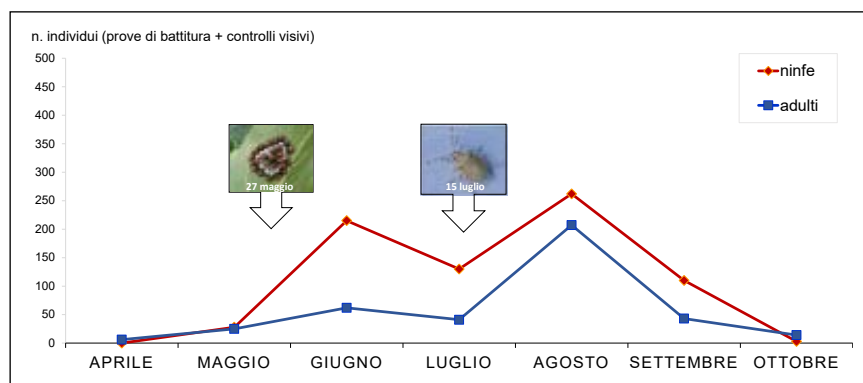 n. individui (prove di battitura + controlli visivi)
500
450
400
350
300
250
200
150
100
50
0
ninfe
adulti
27 maggio
15 luglio
APRILE MAGGIO GIUGNO LUGLIO AGOSTO SETTEMBRE OTTOBRE